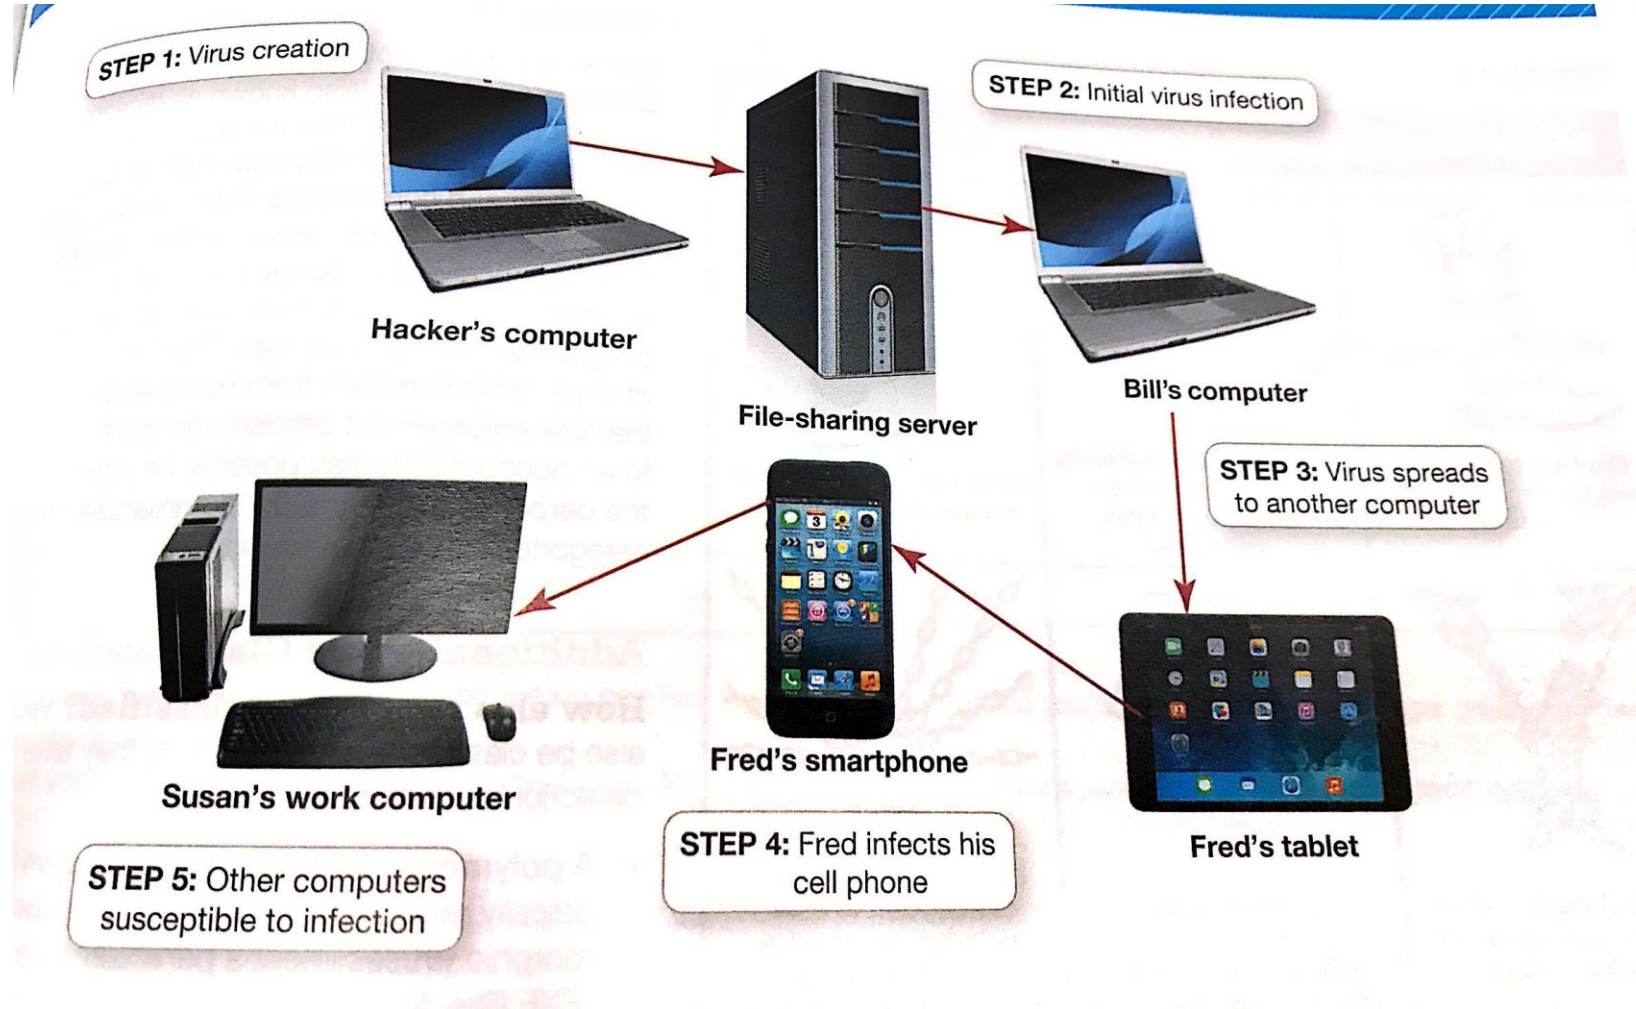 STEP 1: Virus creation
STEP 2: Initial virus infection
Hacker's computer
File-sharing server
Bill's computer
STEP 3: Virus spreads
to another computer
Susan's work computer
Fred's smartphone
Fred's tablet
STEP 4: Fred infects his
cell phone
STEP 5: Other computers
susceptible to infection